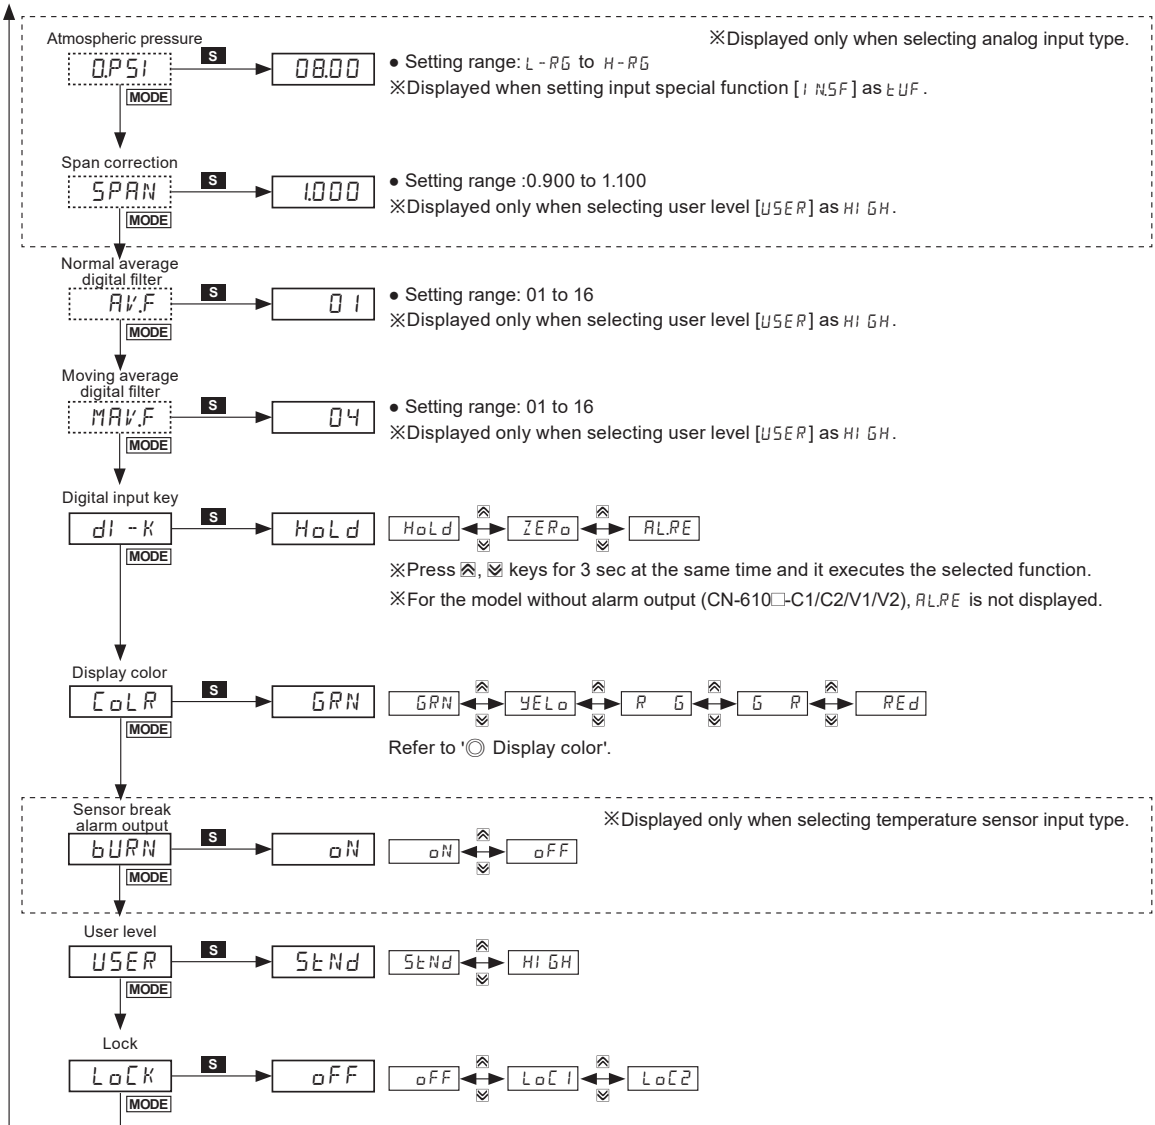 Atmospheric pressure
※Displayed only when selecting analog input type.
O.PSI
S
08.00
● Setting range: L-RG to H-RG
MODE
※Displayed when setting input special function [IN.SF] as tUF.
Span correction
SPAN
S
1.000
● Setting range :0.900 to 1.100
MODE
※Displayed only when selecting user level [USER] as HIGH.
Normal average
digital filter
AV.F
S
01
● Setting range: 01 to 16
MODE
※Displayed only when selecting user level [USER] as HIGH.
Moving average
digital filter
MAV.F
S
04
● Setting range: 01 to 16
MODE
※Displayed only when selecting user level [USER] as HIGH.
Digital input key
dI-K
S
HoLd
HoLd ZERo AL.RE
MODE
※Press , keys for 3 sec at the same time and it executes the selected function.
※For the model without alarm output (CN-610□-C1/C2/V1/V2), AL.RE is not displayed.
Display color
CoLR
S
GRN
GRN YELo R G G R REd
MODE
Refer to '◎ Display color'.
Sensor break
alarm output
※Displayed only when selecting temperature sensor input type.
bURN
S
oN
oN oFF
MODE
User level
USER
S
StNd
StNd HIGH
MODE
Lock
LoCK
S
oFF
oFF LoC1 LoC2
MODE